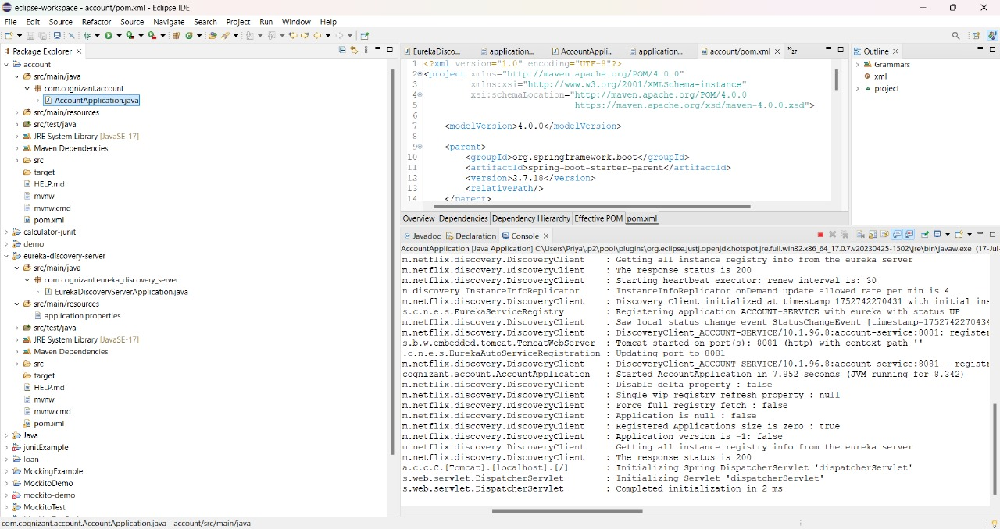 eclipse-workspace - account/pom.xml - Eclipse IDE
File Edit Source Refactor Source Navigate Search Project Run Window Help
Package Explorer
account
src/main/java
com.cognizant.account
AccountApplication.java
src/main/resources
src/test/java
JRE System Library [JavaSE-17]
Maven Dependencies
src
target
HELP.md
mvnw
mvnw.cmd
pom.xml
calculator-junit
demo
eureka-discovery-server
src/main/java
com.cognizant.eureka_discovery_server
EurekaDiscoveryServerApplication.java
src/main/resources
application.properties
src/test/java
JRE System Library [JavaSE-17]
Maven Dependencies
src
target
HELP.md
mvnw
mvnw.cmd
pom.xml
Java
junitExample
loan
MockingExample
MockitoDemo
mockito-demo
MockitoTest
EurekaDisco... application.... AccountAppli... application.... account/pom.xml »27
1 <?xml version="1.0" encoding="UTF-8"?>
2 <project xmlns="http://maven.apache.org/POM/4.0.0"
3 xmlns:xsi="http://www.w3.org/2001/XMLSchema-instance"
4 xsi:schemaLocation="http://maven.apache.org/POM/4.0.0
5 https://maven.apache.org/xsd/maven-4.0.0.xsd">
6
7 <modelVersion>4.0.0</modelVersion>
8
9 <parent>
10 <groupId>org.springframework.boot</groupId>
11 <artifactId>spring-boot-starter-parent</artifactId>
12 <version>2.7.18</version>
13 <relativePath/>
14 </parent>
Overview Dependencies Dependency Hierarchy Effective POM pom.xml
Outline
Grammars
xml
project
Javadoc Declaration Console
AccountApplication [Java Application] C:\Users\Priya\.p2\pool\plugins\org.eclipse.justj.openjdk.hotspot.jre.full.win32.x86_64_17.0.7.v20230425-1502\jre\bin\javaw.exe (17-Jul-
m.netflix.discovery.DiscoveryClient : Getting all instance registry info from the eureka server
m.netflix.discovery.DiscoveryClient : The response status is 200
m.netflix.discovery.DiscoveryClient : Starting heartbeat executor: renew interval is: 30
n.discovery.InstanceInfoReplicator : InstanceInfoReplicator onDemand update allowed rate per min is 4
m.netflix.discovery.DiscoveryClient : Discovery Client initialized at timestamp 1752742270431 with initial ins
s.c.n.e.s.EurekaServiceRegistry : Registering application ACCOUNT-SERVICE with eureka with status UP
m.netflix.discovery.DiscoveryClient : Saw local status change event StatusChangeEvent [timestamp=175274227043
m.netflix.discovery.DiscoveryClient : DiscoveryClient_ACCOUNT-SERVICE/10.1.96.8:account-service:8081: register
s.b.w.embedded.tomcat.TomcatWebServer : Tomcat started on port(s): 8081 (http) with context path ''
.c.n.e.s.EurekaAutoServiceRegistration : Updating port to 8081
m.netflix.discovery.DiscoveryClient : DiscoveryClient_ACCOUNT-SERVICE/10.1.96.8:account-service:8081 - registr
cognizant.account.AccountApplication : Started AccountApplication in 7.852 seconds (JVM running for 8.342)
m.netflix.discovery.DiscoveryClient : Disable delta property : false
m.netflix.discovery.DiscoveryClient : Single vip registry refresh property : null
m.netflix.discovery.DiscoveryClient : Force full registry fetch : false
m.netflix.discovery.DiscoveryClient : Application is null : false
m.netflix.discovery.DiscoveryClient : Registered Applications size is zero : true
m.netflix.discovery.DiscoveryClient : Application version is -1: false
m.netflix.discovery.DiscoveryClient : Getting all instance registry info from the eureka server
m.netflix.discovery.DiscoveryClient : The response status is 200
a.c.c.C.[Tomcat].[localhost].[/] : Initializing Spring DispatcherServlet 'dispatcherServlet'
s.web.servlet.DispatcherServlet : Initializing Servlet 'dispatcherServlet'
s.web.servlet.DispatcherServlet : Completed initialization in 2 ms
com.cognizant.account.AccountApplication.java - account/src/main/java